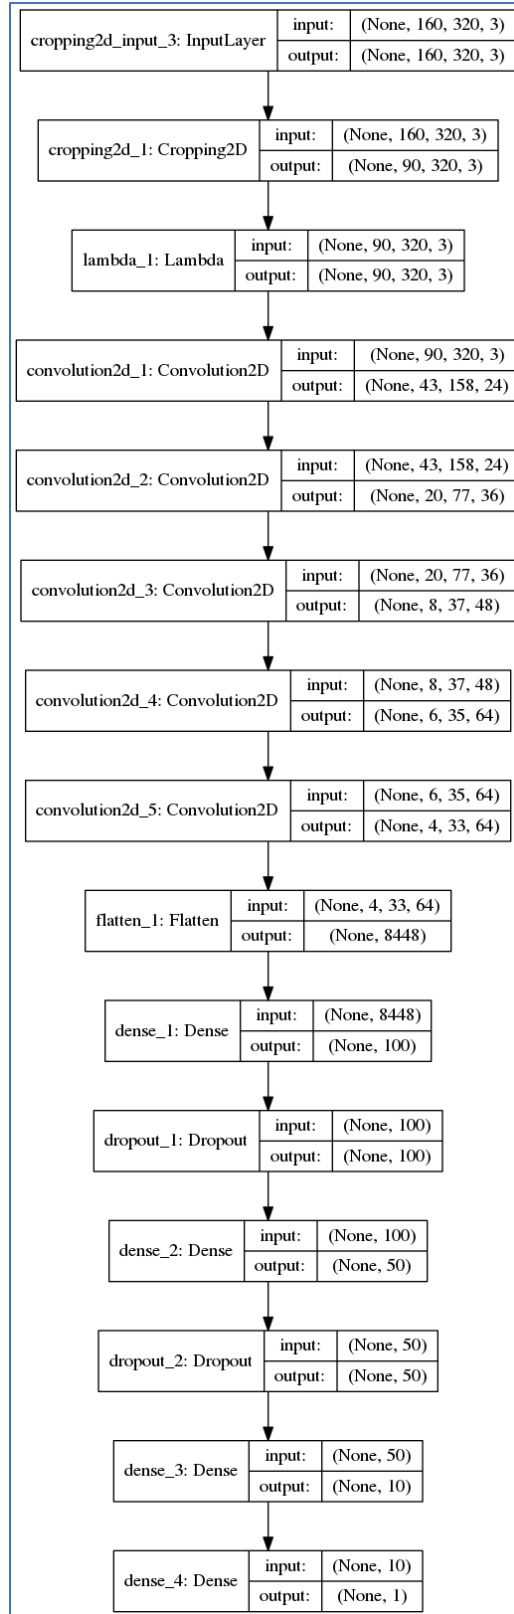 cropping2d_input_3: InputLayer
input: (None, 160, 320, 3)
output: (None, 160, 320, 3)
cropping2d_1: Cropping2D
input: (None, 160, 320, 3)
output: (None, 90, 320, 3)
lambda_1: Lambda
input: (None, 90, 320, 3)
output: (None, 90, 320, 3)
convolution2d_1: Convolution2D
input: (None, 90, 320, 3)
output: (None, 43, 158, 24)
convolution2d_2: Convolution2D
input: (None, 43, 158, 24)
output: (None, 20, 77, 36)
convolution2d_3: Convolution2D
input: (None, 20, 77, 36)
output: (None, 8, 37, 48)
convolution2d_4: Convolution2D
input: (None, 8, 37, 48)
output: (None, 6, 35, 64)
convolution2d_5: Convolution2D
input: (None, 6, 35, 64)
output: (None, 4, 33, 64)
flatten_1: Flatten
input: (None, 4, 33, 64)
output: (None, 8448)
dense_1: Dense
input: (None, 8448)
output: (None, 100)
dropout_1: Dropout
input: (None, 100)
output: (None, 100)
dense_2: Dense
input: (None, 100)
output: (None, 50)
dropout_2: Dropout
input: (None, 50)
output: (None, 50)
dense_3: Dense
input: (None, 50)
output: (None, 10)
dense_4: Dense
input: (None, 10)
output: (None, 1)